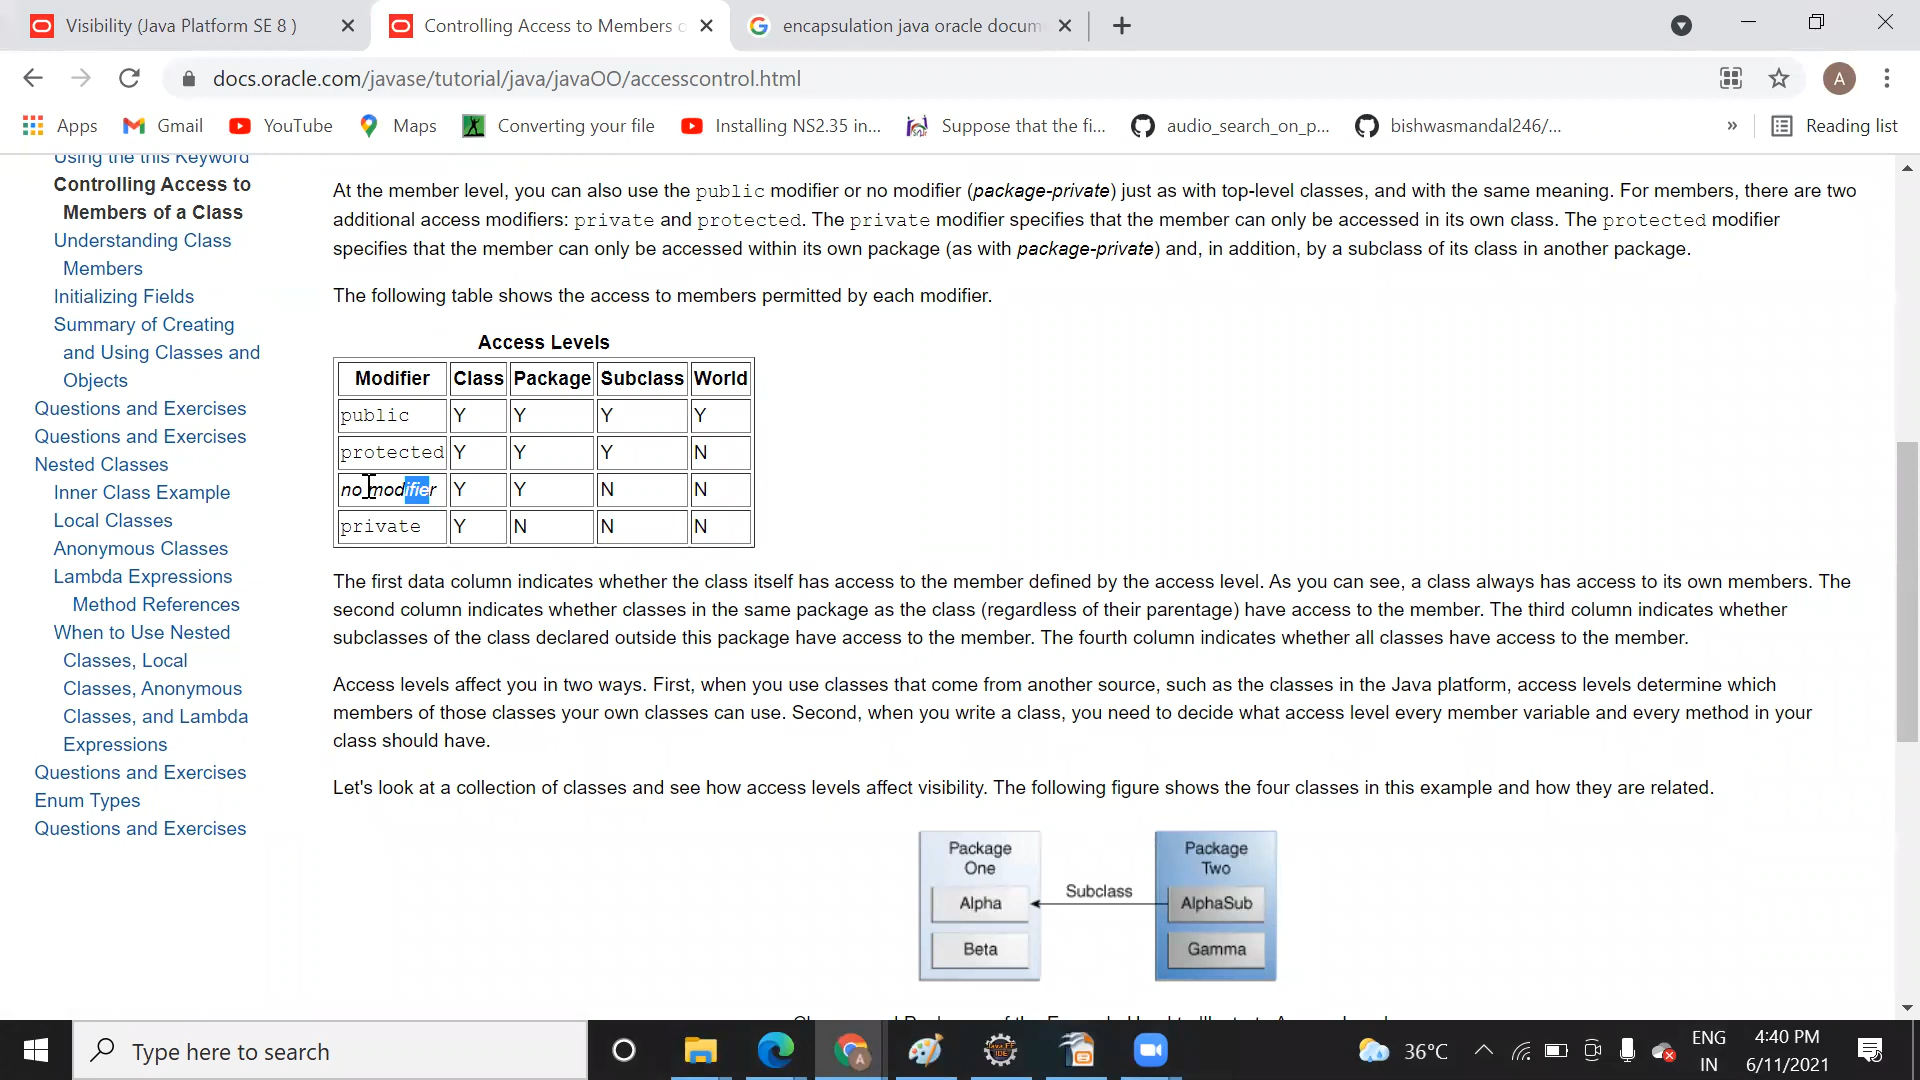 Visibility (Java Platform SE 8 )
Controlling Access to Members o
encapsulation java oracle docum
docs.oracle.com/javase/tutorial/java/javaOO/accesscontrol.html
A
Apps
Gmail
YouTube
Maps
Converting your file
Installing NS2.35 in...
Suppose that the fi...
audio_search_on_p...
bishwasmandal246/...
»
Reading list
Using the this Keyword
Controlling Access to
Members of a Class
Understanding Class
Members
Initializing Fields
Summary of Creating
and Using Classes and
Objects
Questions and Exercises
Questions and Exercises
Nested Classes
Inner Class Example
Local Classes
Anonymous Classes
Lambda Expressions
Method References
When to Use Nested
Classes, Local
Classes, Anonymous
Classes, and Lambda
Expressions
Questions and Exercises
Enum Types
Questions and Exercises
At the member level, you can also use the public modifier or no modifier (package-private) just as with top-level classes, and with the same meaning. For members, there are two
additional access modifiers: private and protected. The private modifier specifies that the member can only be accessed in its own class. The protected modifier
specifies that the member can only be accessed within its own package (as with package-private) and, in addition, by a subclass of its class in another package.
The following table shows the access to members permitted by each modifier.
Access Levels
Modifier Class Package Subclass World
public Y Y Y Y
protected Y Y Y N
no modifier Y Y N N
private Y N N N
The first data column indicates whether the class itself has access to the member defined by the access level. As you can see, a class always has access to its own members. The
second column indicates whether classes in the same package as the class (regardless of their parentage) have access to the member. The third column indicates whether
subclasses of the class declared outside this package have access to the member. The fourth column indicates whether all classes have access to the member.
Access levels affect you in two ways. First, when you use classes that come from another source, such as the classes in the Java platform, access levels determine which
members of those classes your own classes can use. Second, when you write a class, you need to decide what access level every member variable and every method in your
class should have.
Let's look at a collection of classes and see how access levels affect visibility. The following figure shows the four classes in this example and how they are related.
Package
One
Alpha
Beta
Subclass
Package
Two
AlphaSub
Gamma
Type here to search
36°C
ENG
IN
4:40 PM
6/11/2021